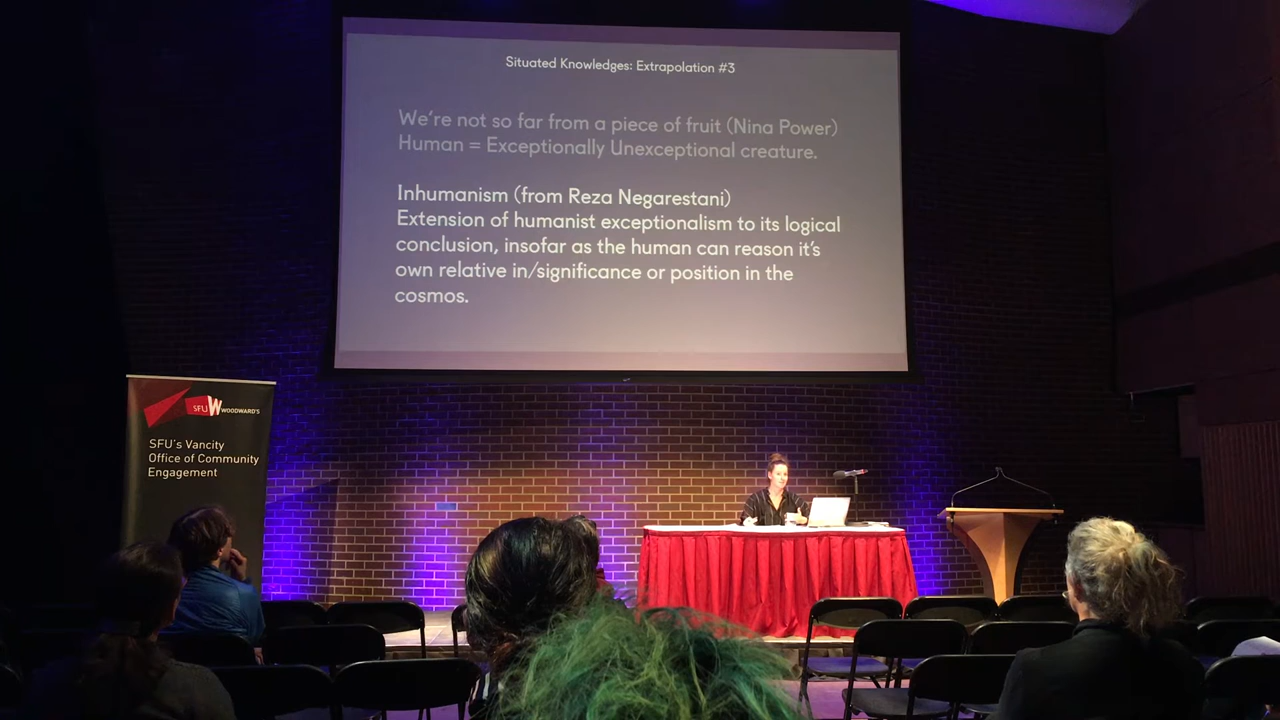 Situated Knowledges: Extrapolation #3
We're not so far from a piece of fruit (Nina Power)
Human = Exceptionally Unexceptional creature.
Inhumanism (from Reza Negarestani)
Extension of humanist exceptionalism to its logical
conclusion, insofar as the human can reason it's
own relative in/significance or position in the
cosmos.
SFU W WOODWARD'S
SFU's Vancity
Office of Community
Engagement